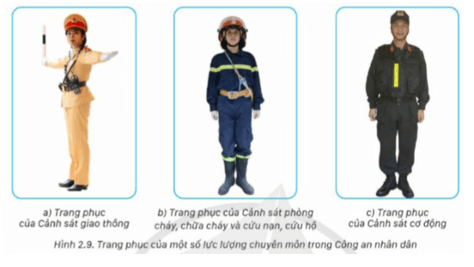 a) Trang phục
của Cảnh sát giao thông
b) Trang phục của Cảnh sát phòng
cháy, chữa cháy và cứu nạn, cứu hộ
c) Trang phục
của Cảnh sát cơ động
Hình 2.9. Trang phục của một số lực lượng chuyên môn trong Công an nhân dân